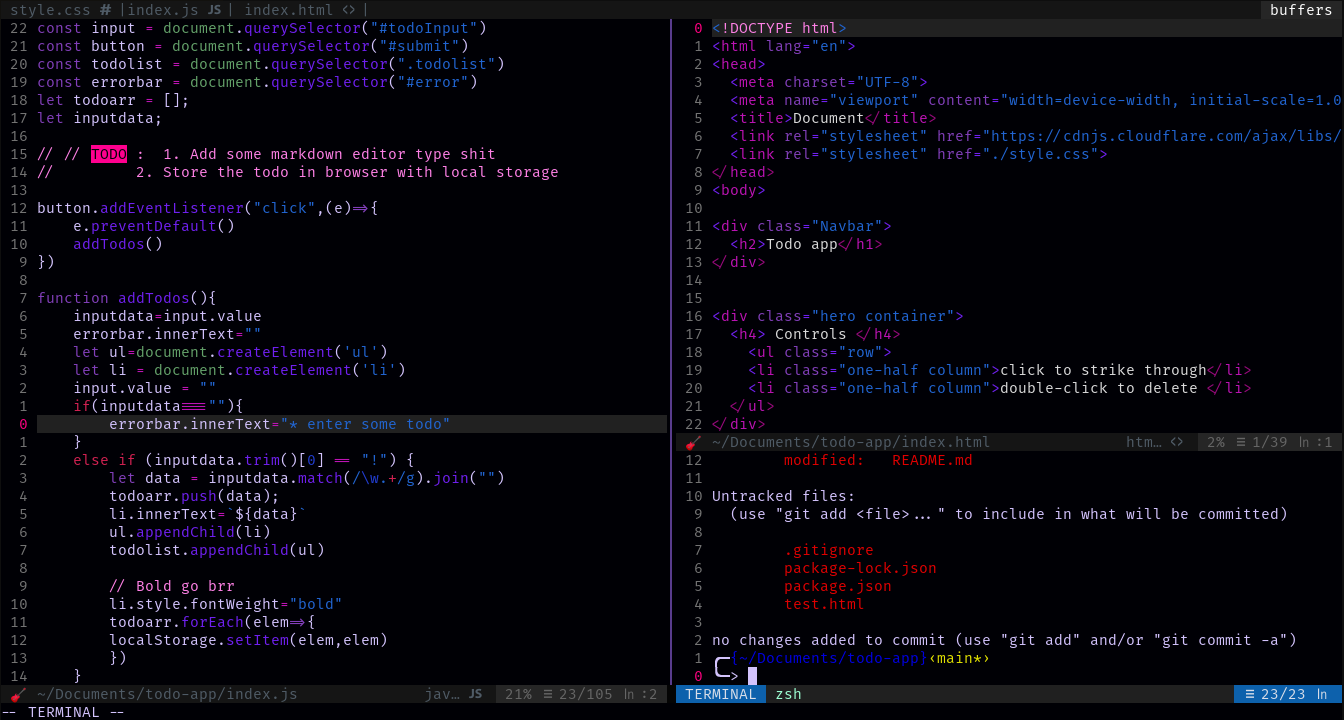 style.css # |index.js JS | index.html <> | buffers
22 const input = document.querySelector("#todoInput")
21 const button = document.querySelector("#submit")
20 const todolist = document.querySelector(".todolist")
19 const errorbar = document.querySelector("#error")
18 let todoarr = [];
17 let inputdata;
16
15 // // TODO :  1. Add some markdown editor type shit
14 //         2. Store the todo in browser with local storage
13
12 button.addEventListener("click",(e)=>{
11     e.preventDefault()
10     addTodos()
9 })
8
7 function addTodos(){
6     inputdata=input.value
5     errorbar.innerText=""
4     let ul=document.createElement('ul')
3     let li = document.createElement('li')
2     input.value = ""
1     if(inputdata===""){
0         errorbar.innerText="* enter some todo"
1     }
2     else if (inputdata.trim()[0] == "!") {
3         let data = inputdata.match(/\w.+/g).join("")
4         todoarr.push(data);
5         li.innerText=`${data}`
6         ul.appendChild(li)
7         todolist.appendChild(ul)
8
9         // Bold go brr
10         li.style.fontWeight="bold"
11         todoarr.forEach(elem=>{
12         localStorage.setItem(elem,elem)
13         })
14     }
~/Documents/todo-app/index.js jav… JS 21% ≡ 23/105 ln :2
0 <!DOCTYPE html>
1 <html lang="en">
2 <head>
3   <meta charset="UTF-8">
4   <meta name="viewport" content="width=device-width, initial-scale=1.0
5   <title>Document</title>
6   <link rel="stylesheet" href="https://cdnjs.cloudflare.com/ajax/libs/
7   <link rel="stylesheet" href="./style.css">
8 </head>
9 <body>
10
11 <div class="Navbar">
12   <h2>Todo app</h1>
13 </div>
14
15
16 <div class="hero container">
17   <h4> Controls </h4>
18     <ul class="row">
19     <li class="one-half column">click to strike through</li>
20     <li class="one-half column">double-click to delete </li>
21   </ul>
22 </div>
~/Documents/todo-app/index.html htm… <> 2% ≡ 1/39 ln :1
12         modified:   README.md
11
10 Untracked files:
9   (use "git add <file>..." to include in what will be committed)
8
7         .gitignore
6         package-lock.json
5         package.json
4         test.html
3
2 no changes added to commit (use "git add" and/or "git commit -a")
1 ╭─[~/Documents/todo-app]‹main*›
0 ╰─>
TERMINAL zsh ≡ 23/23 ln
-- TERMINAL --